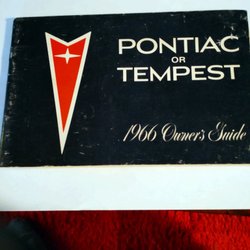 PONTIAC
OR
TEMPEST
1966 Owner's Guide